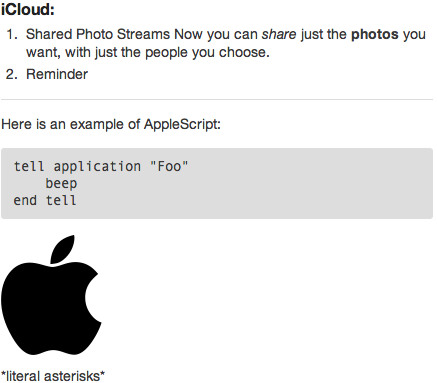 iCloud:
1. Shared Photo Streams Now you can share just the photos you
want, with just the people you choose.
2. Reminder
Here is an example of AppleScript:
tell application "Foo"
    beep
end tell
*literal asterisks*